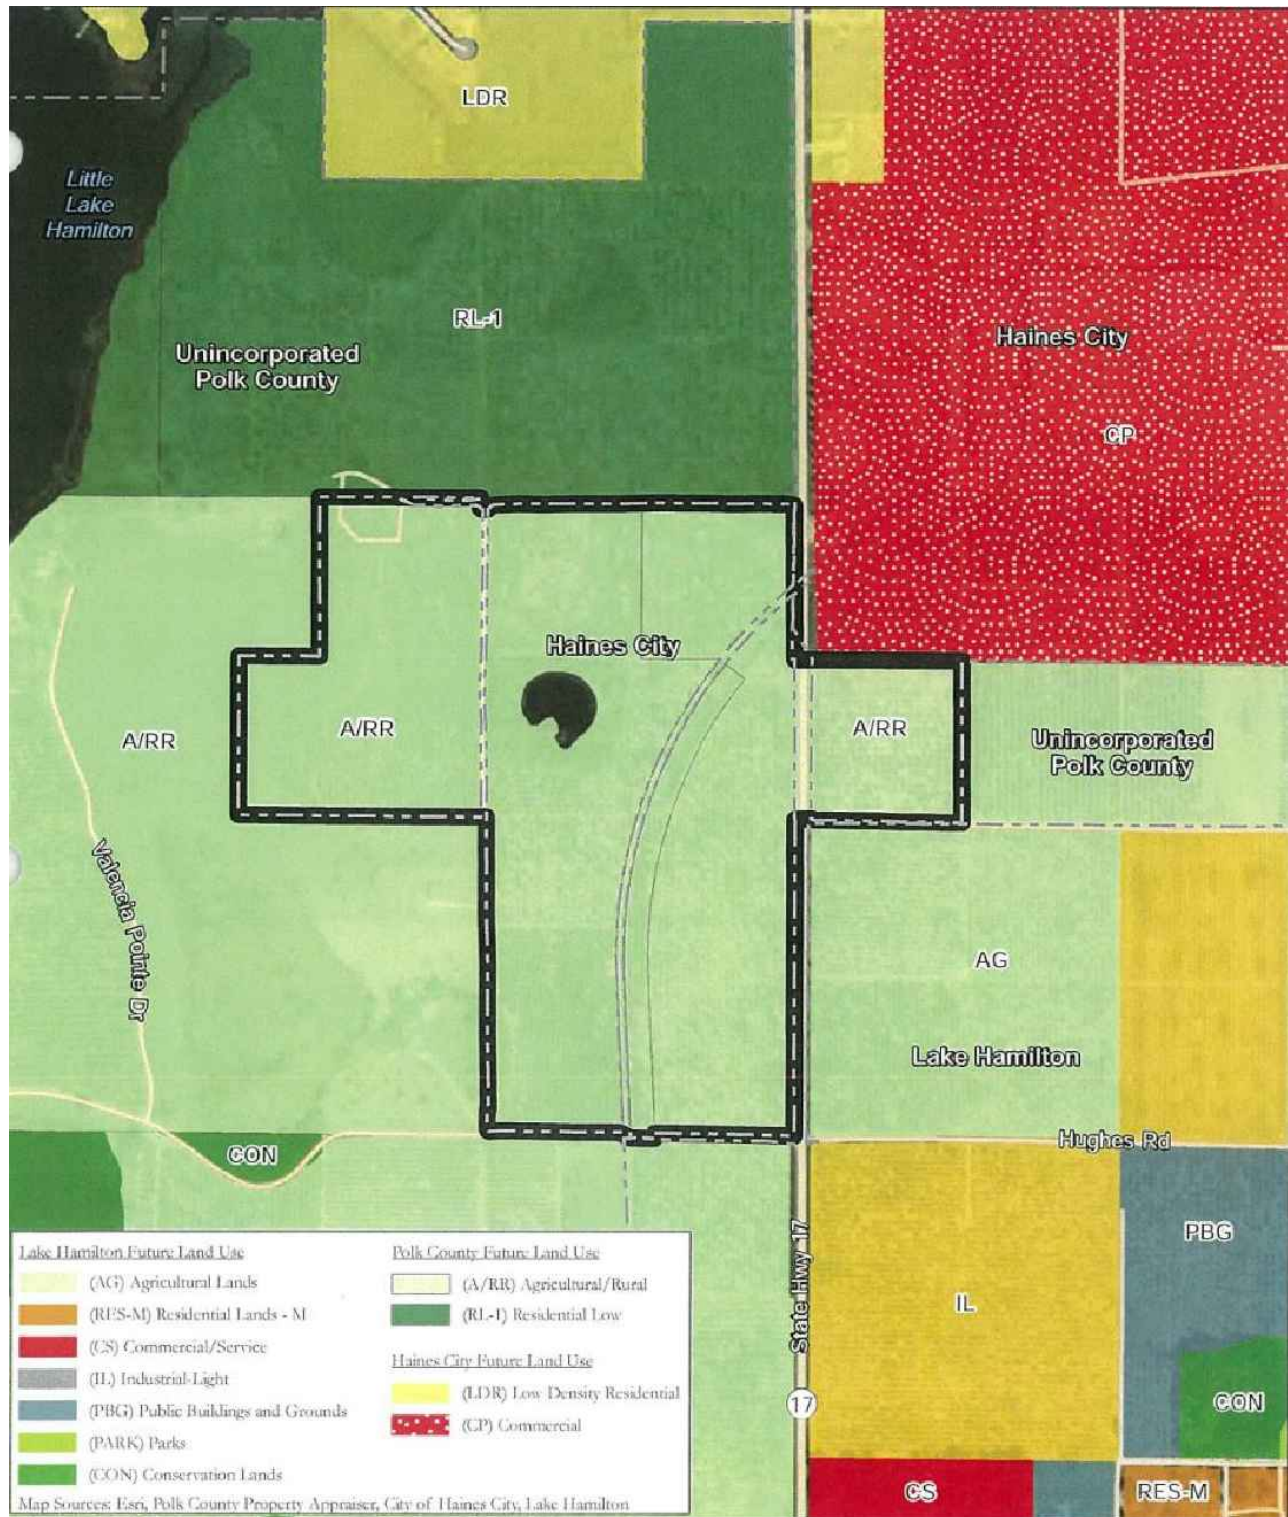 LDR
Little
Lake
Hamilton
RL-1
Unincorporated
Polk County
Haines City
CP
Haines City
A/RR
A/RR
A/RR
Unincorporated
Polk County
Valencia Pointe Dr
AG
Lake Hamilton
Hughes Rd
CON
PBG
State Hwy 17
IL
17
CON
CS
RES-M
Lake Hamilton Future Land Use
(AG) Agricultural Lands
(RES-M) Residential Lands - M
(CS) Commercial/Service
(IL) Industrial-Light
(PBG) Public Buildings and Grounds
(PARK) Parks
(CON) Conservation Lands
Polk County Future Land Use
(A/RR) Agricultural/Rural
(RL-1) Residential Low
Haines City Future Land Use
(LDR) Low Density Residential
(CP) Commercial
Map Sources: Esri, Polk County Property Appraiser, City of Haines City, Lake Hamilton